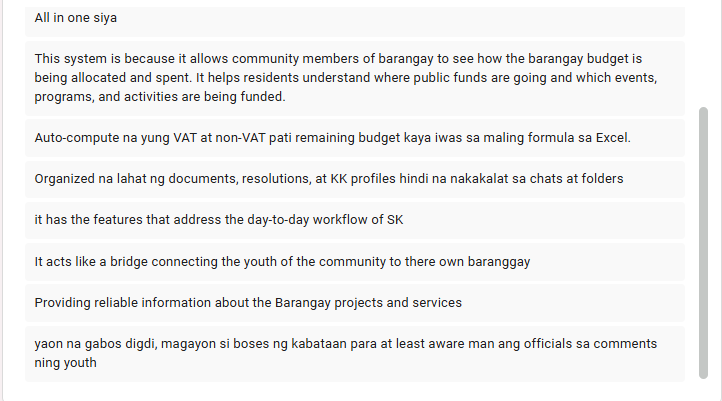 All in one siya
This system is because it allows community members of barangay to see how the barangay budget is
being allocated and spent. It helps residents understand where public funds are going and which events,
programs, and activities are being funded.
Auto-compute na yung VAT at non-VAT pati remaining budget kaya iwas sa maling formula sa Excel.
Organized na lahat ng documents, resolutions, at KK profiles hindi na nakakalat sa chats at folders
it has the features that address the day-to-day workflow of SK
It acts like a bridge connecting the youth of the community to there own baranggay
Providing reliable information about the Barangay projects and services
yaon na gabos digdi, magayon si boses ng kabataan para at least aware man ang officials sa comments
ning youth